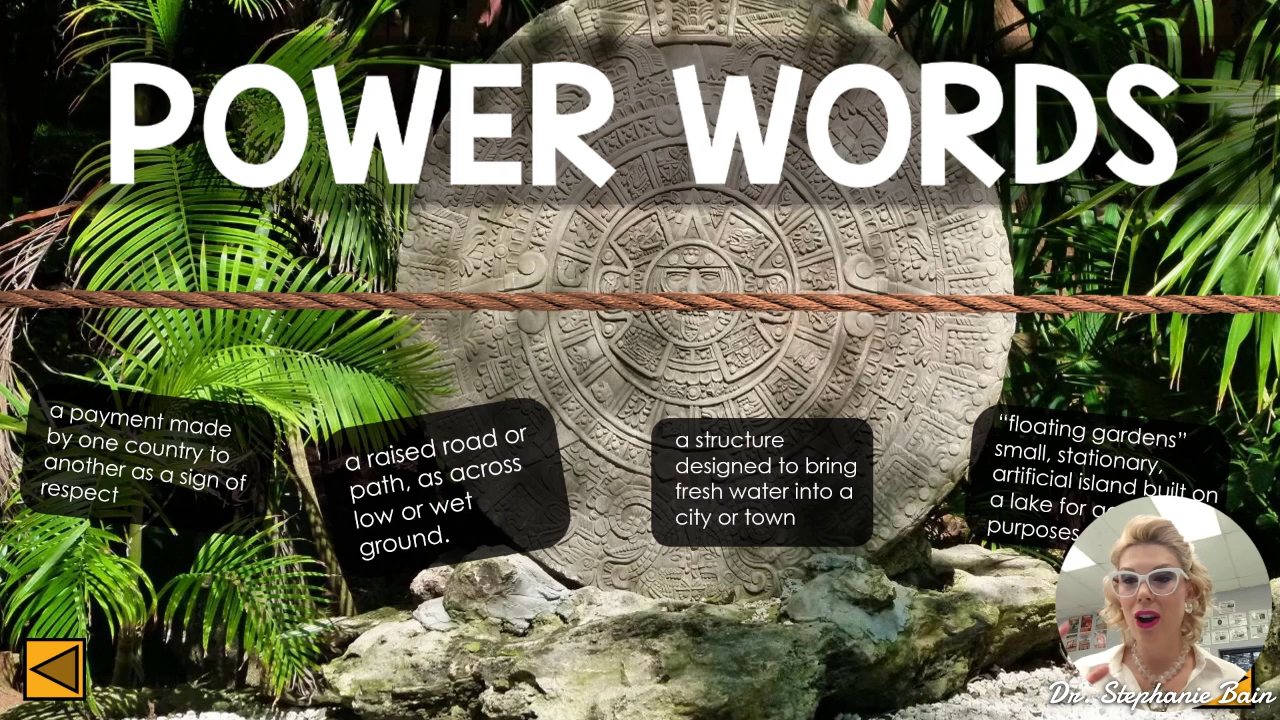 POWER WORDS
a payment made
by one country to
another as a sign of
respect
a raised road or
path, as across
low or wet
ground.
a structure
designed to bring
fresh water into a
city or town
“floating gardens”
small, stationary,
artificial island built on
a lake for
purposes
Dr. Stephanie Bain